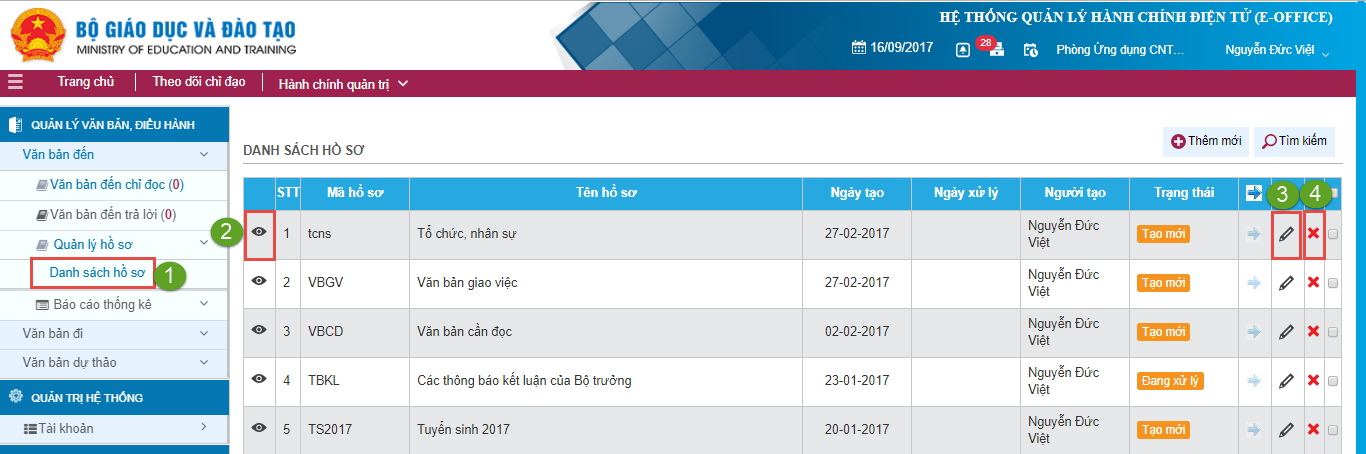 BỘ GIÁO DỤC VÀ ĐÀO TẠO
MINISTRY OF EDUCATION AND TRAINING
HỆ THỐNG QUẢN LÝ HÀNH CHÍNH ĐIỆN TỬ (E-OFFICE)
16/09/2017 28 Phòng Ứng dụng CNT... Nguyễn Đức Việt
Trang chủ Theo dõi chỉ đạo Hành chính quản trị
QUẢN LÝ VĂN BẢN, ĐIỀU HÀNH
Văn bản đến
Văn bản đến chỉ đọc (0)
Văn bản đến trả lời (0)
Quản lý hồ sơ
Danh sách hồ sơ 1
Báo cáo thống kê
Văn bản đi
Văn bản dự thảo
QUẢN TRỊ HỆ THỐNG
Tài khoản
Thêm mới Tìm kiếm
DANH SÁCH HỒ SƠ
STT Mã hồ sơ Tên hồ sơ Ngày tạo Ngày xử lý Người tạo Trạng thái 3 4
2 1 tcns Tổ chức, nhân sự 27-02-2017 Nguyễn Đức Việt Tạo mới
2 VBGV Văn bản giao việc 27-02-2017 Nguyễn Đức Việt Tạo mới
3 VBCD Văn bản cần đọc 02-02-2017 Nguyễn Đức Việt Tạo mới
4 TBKL Các thông báo kết luận của Bộ trưởng 23-01-2017 Nguyễn Đức Việt Đang xử lý
5 TS2017 Tuyển sinh 2017 20-01-2017 Nguyễn Đức Việt Tạo mới